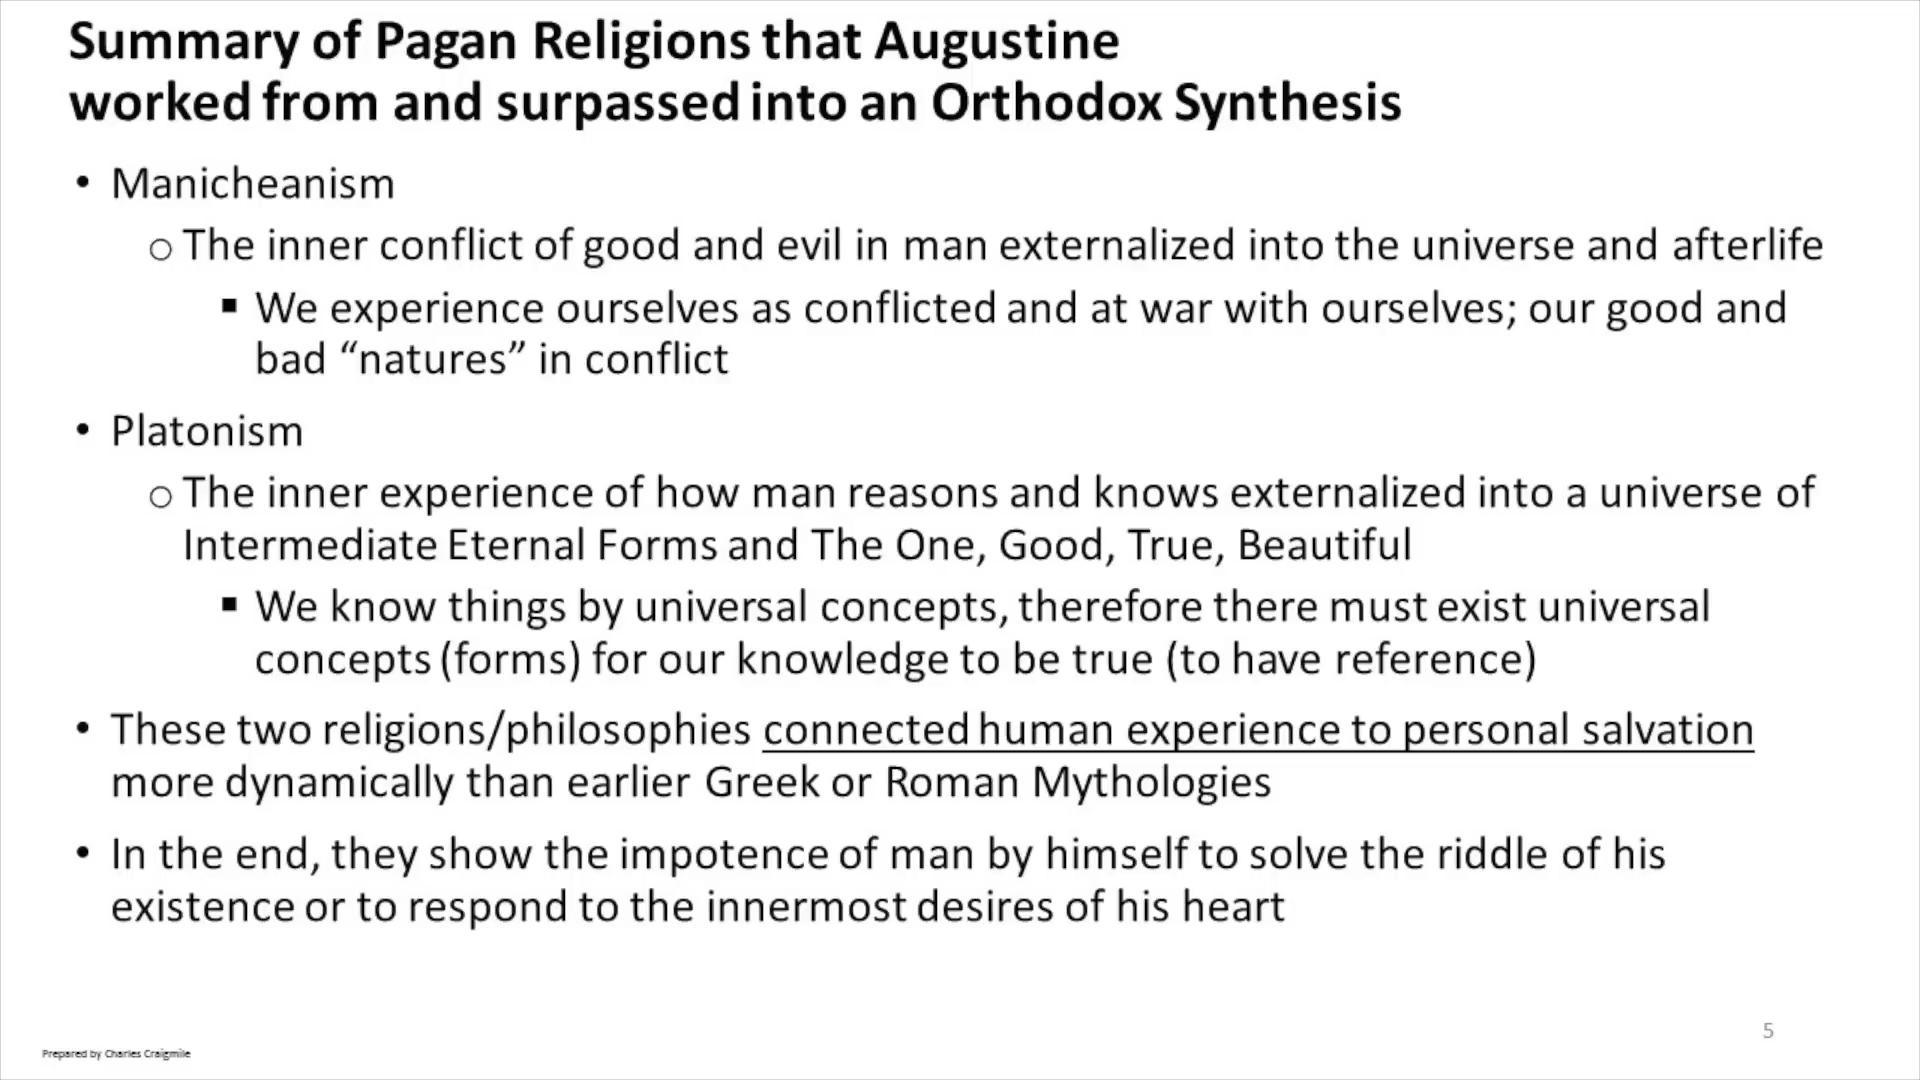 Summary of Pagan Religions that Augustine
worked from and surpassed into an Orthodox Synthesis
• Manicheanism
o The inner conflict of good and evil in man externalized into the universe and afterlife
▪ We experience ourselves as conflicted and at war with ourselves; our good and
bad “natures” in conflict
• Platonism
o The inner experience of how man reasons and knows externalized into a universe of
Intermediate Eternal Forms and The One, Good, True, Beautiful
▪ We know things by universal concepts, therefore there must exist universal
concepts (forms) for our knowledge to be true (to have reference)
• These two religions/philosophies connected human experience to personal salvation
more dynamically than earlier Greek or Roman Mythologies
• In the end, they show the impotence of man by himself to solve the riddle of his
existence or to respond to the innermost desires of his heart
5
Prepared by Charles Craigmile